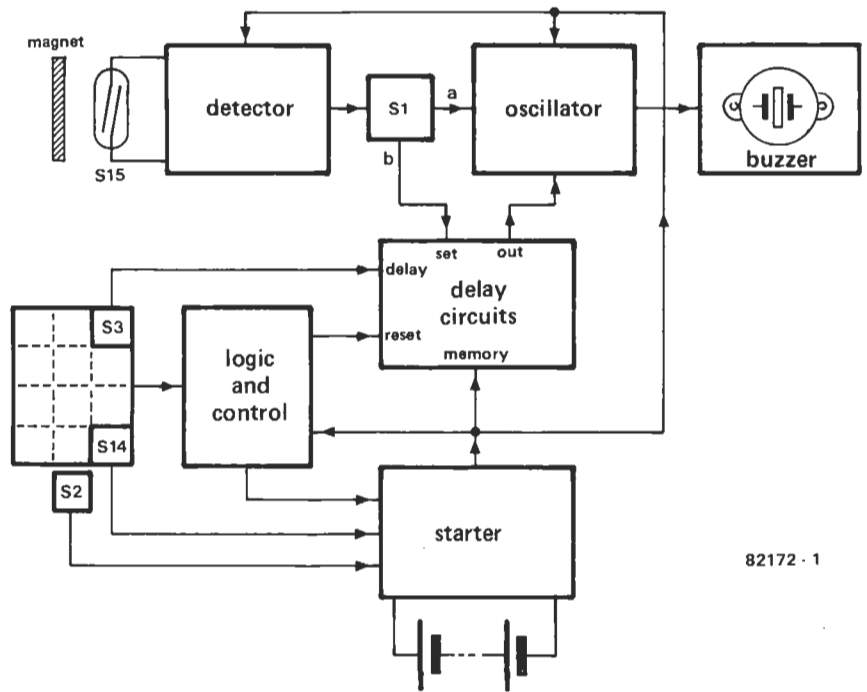 magnet
S15
detector
S1
a
b
oscillator
buzzer
set
out
delay
delay
circuits
reset
memory
S3
logic
and
control
S14
S2
starter
82172 - 1